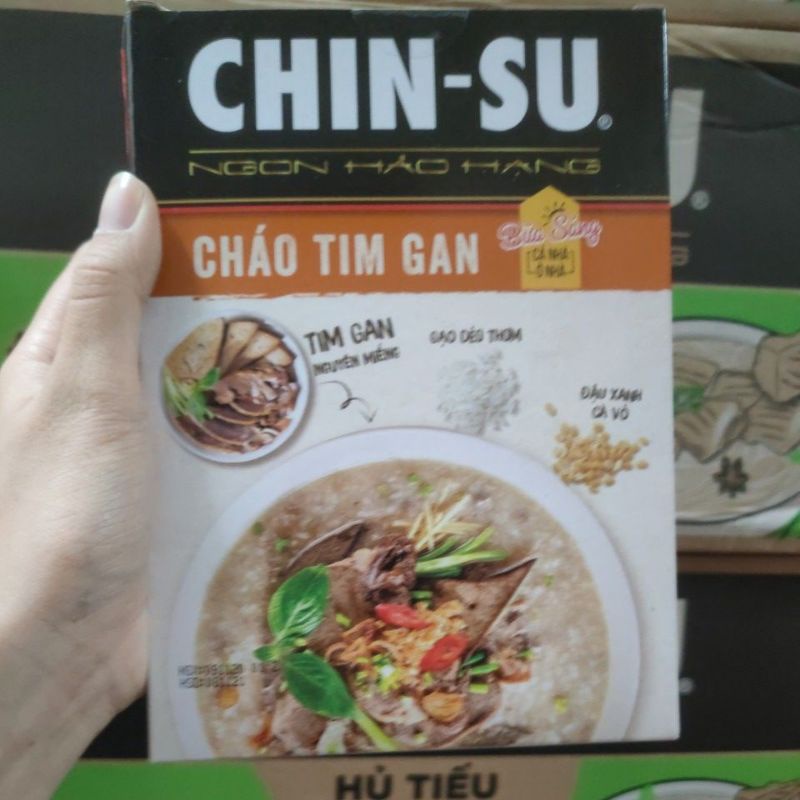 CHIN-SU®
NGON HẢO HẠNG
CHÁO TIM GAN
Bữa Sáng
CẢ NHÀ
Ở NHÀ
TIM GAN
NGUYÊN MIẾNG
GẠO DẺO THƠM
ĐẬU XANH
CÀ VỎ
HỦ TIẾU